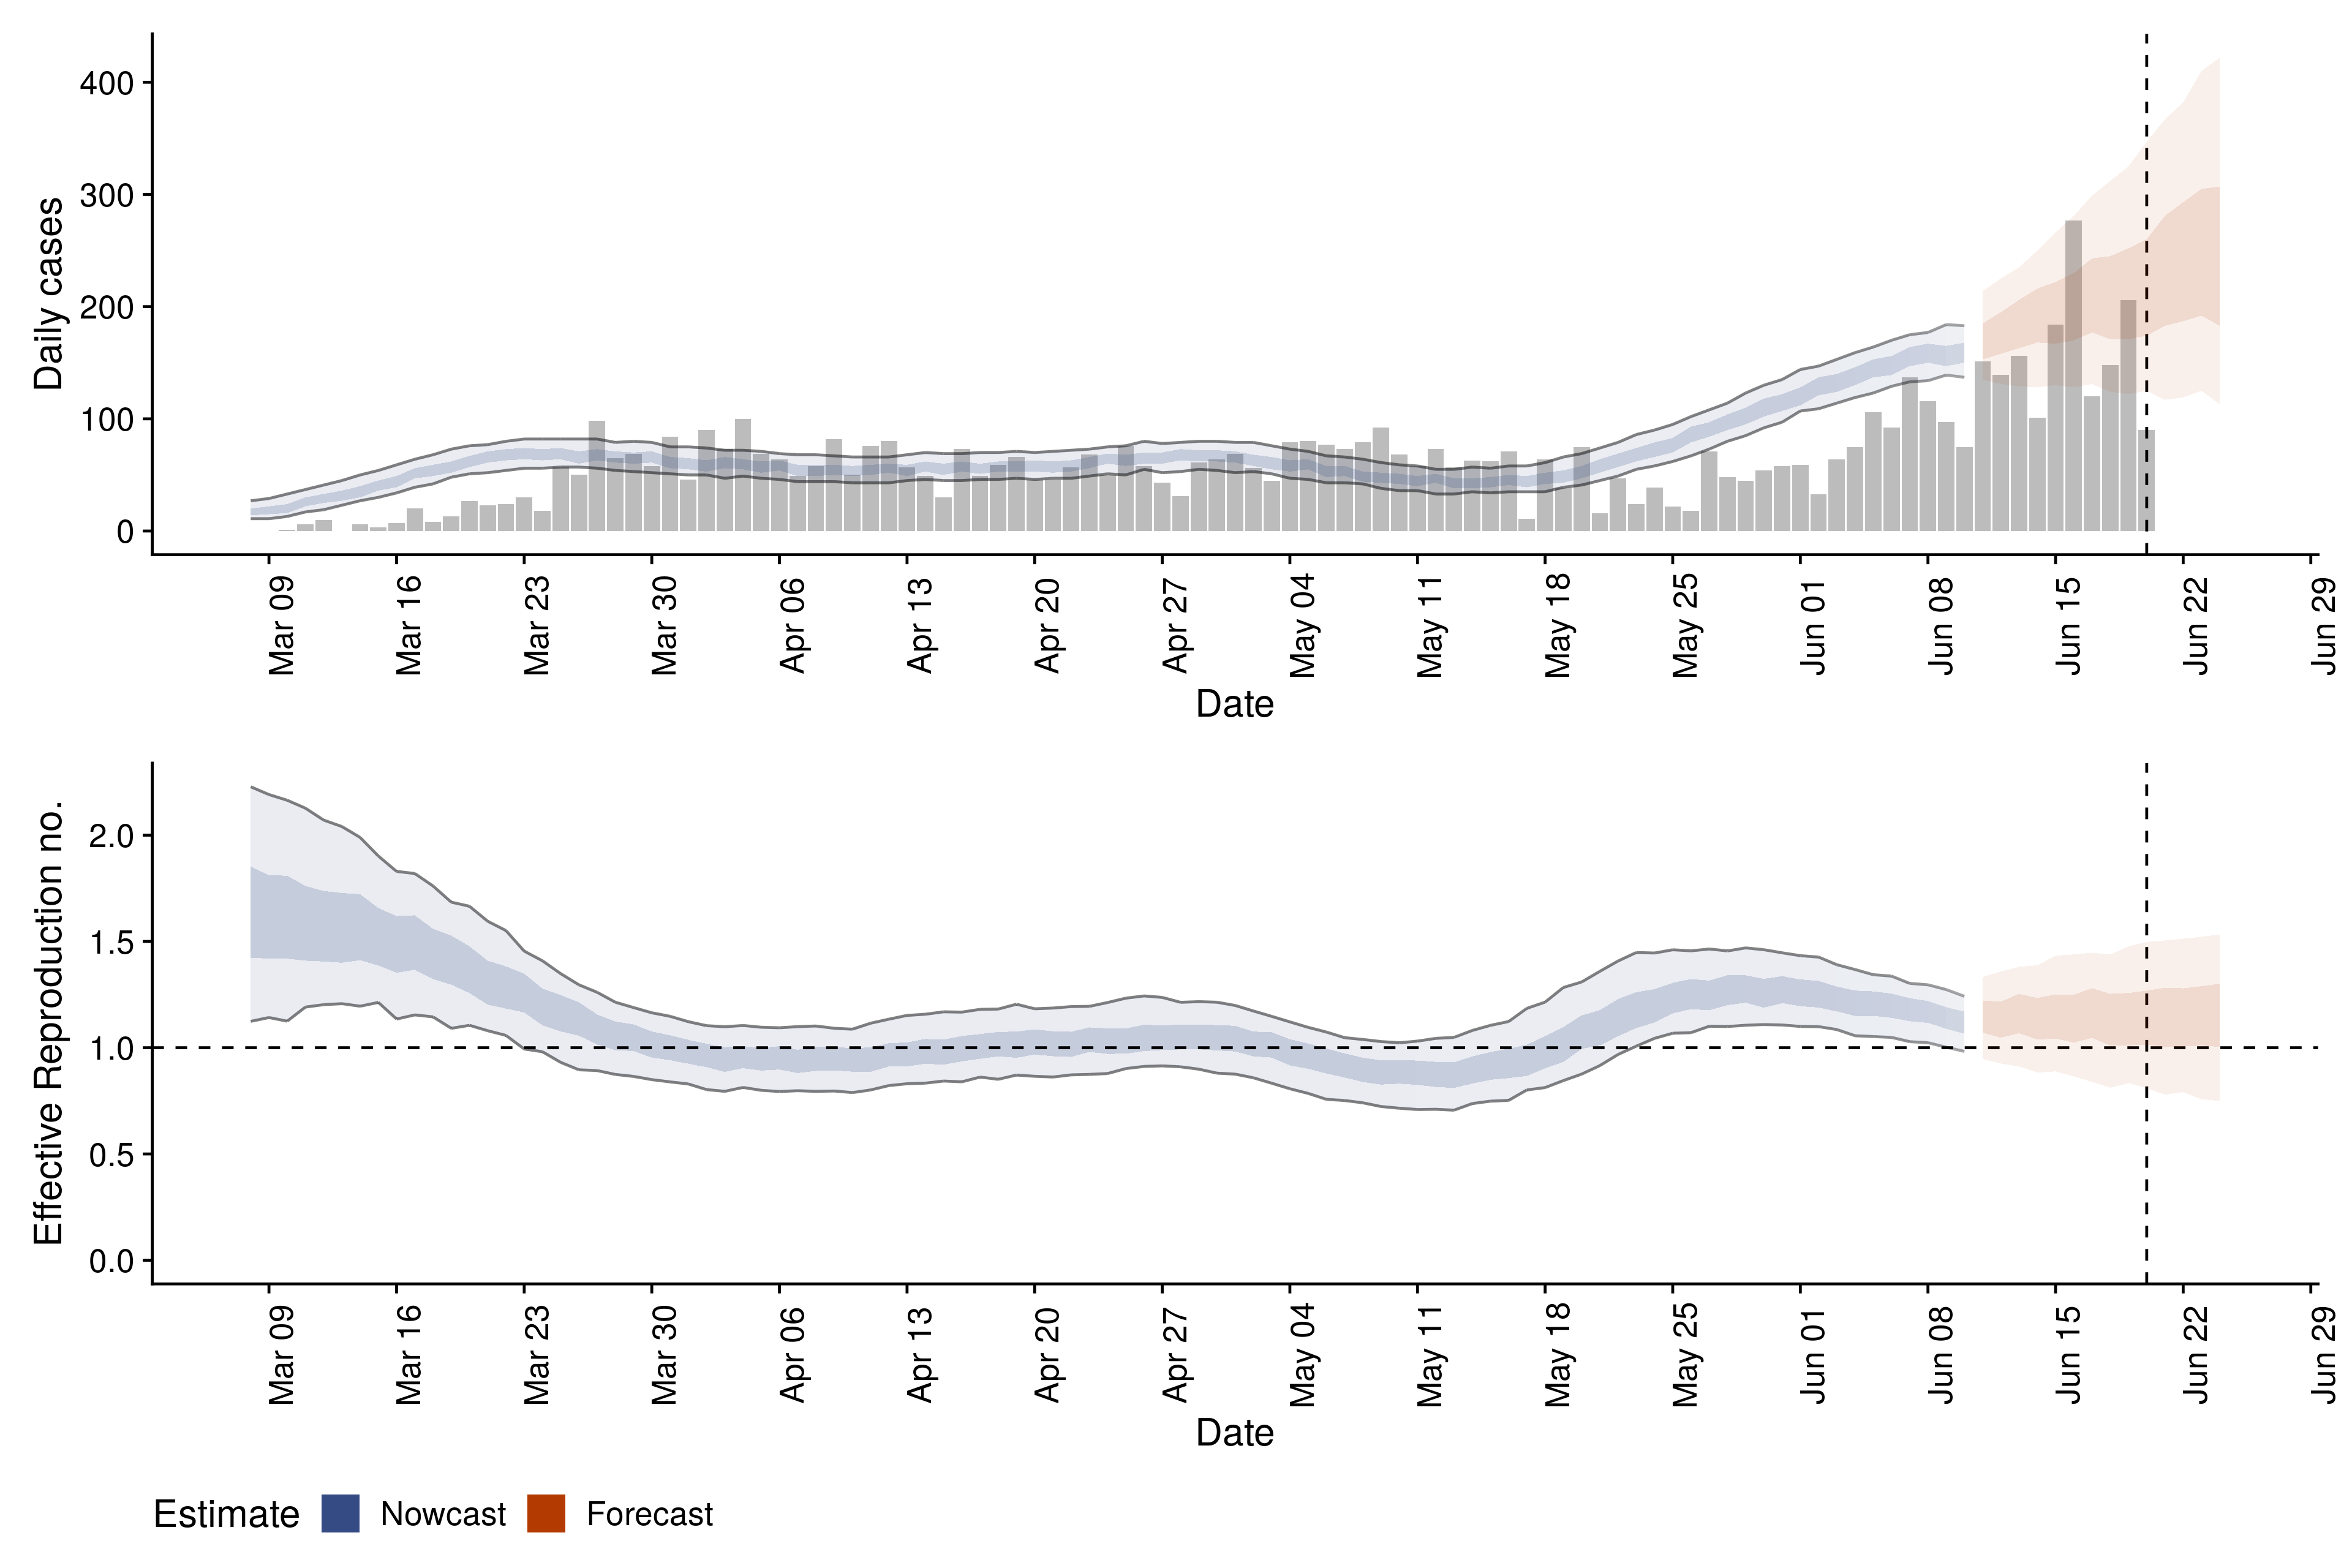 Daily cases
400
300
200
100
0
Mar 09
Mar 16
Mar 23
Mar 30
Apr 06
Apr 13
Apr 20
Apr 27
May 04
May 11
May 18
May 25
Jun 01
Jun 08
Jun 15
Jun 22
Jun 29
Date
Effective Reproduction no.
2.0
1.5
1.0
0.5
0.0
Mar 09
Mar 16
Mar 23
Mar 30
Apr 06
Apr 13
Apr 20
Apr 27
May 04
May 11
May 18
May 25
Jun 01
Jun 08
Jun 15
Jun 22
Jun 29
Date
Estimate Nowcast Forecast